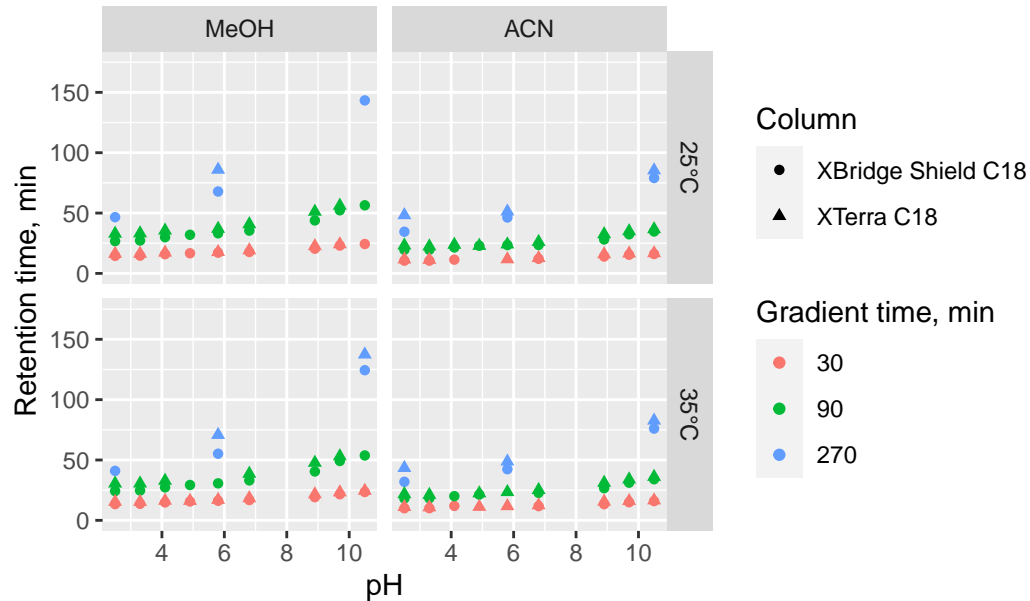 MeOH
ACN
Retention time, min
150
100
50
0
25°C
150
100
50
0
35°C
4
6
8
10
4
6
8
10
pH
Column
XBridge Shield C18
XTerra C18
Gradient time, min
30
90
270